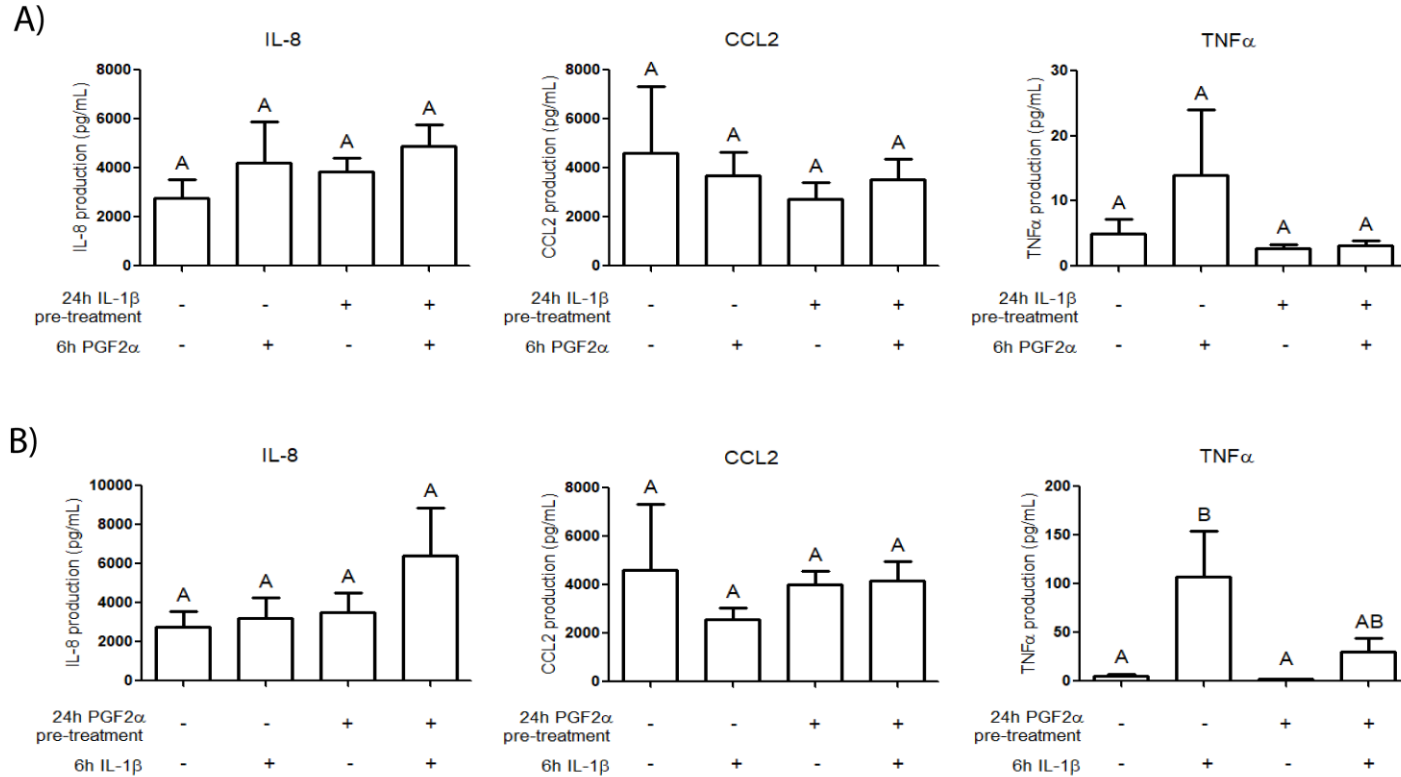 A)
IL-8
IL-8 production (pg/mL)
8000
6000
4000
2000
0
A A A A
24h IL-1β
pre-treatment
- - + +
6h PGF2α - + - +
CCL2
CCL2 production (pg/mL)
8000
6000
4000
2000
0
A A A A
24h IL-1β
pre-treatment
- - + +
6h PGF2α - + - +
TNFα
TNFα production (pg/mL)
30
20
10
0
A A A A
24h IL-1β
pre-treatment
- - + +
6h PGF2α - + - +
B)
IL-8
IL-8 production (pg/mL)
10000
8000
6000
4000
2000
0
A A A A
24h PGF2α
pre-treatment
- - + +
6h IL-1β - + - +
CCL2
CCL2 production (pg/mL)
8000
6000
4000
2000
0
A A A A
24h PGF2α
pre-treatment
- - + +
6h IL-1β - + - +
TNFα
TNFα production (pg/mL)
200
150
100
50
0
A B A AB
24h PGF2α
pre-treatment
- - + +
6h IL-1β - + - +